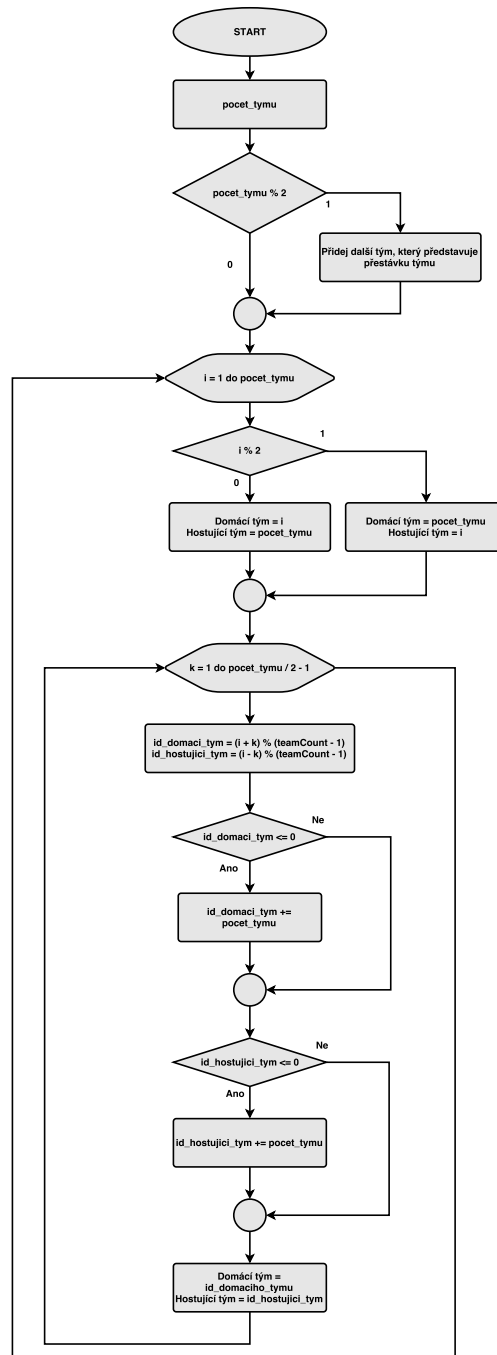 START
pocet_tymu
pocet_tymu % 2
1
Přidej další tým, který představuje
přestávku týmu
0
i = 1 do pocet_tymu
i % 2
1
0
Domácí tým = i
Hostující tým = pocet_tymu
Domácí tým = pocet_tymu
Hostující tým = i
k = 1 do pocet_tymu / 2 - 1
id_domaci_tym = (i + k) % (teamCount - 1)
id_hostujici_tym = (i - k) % (teamCount - 1)
Ne
id_domaci_tym <= 0
Ano
id_domaci_tym +=
pocet_tymu
Ne
id_hostujici_tym <= 0
Ano
id_hostujici_tym += pocet_tymu
Domácí tým =
id_domaciho_tymu
Hostující tým = id_hostujici_tym